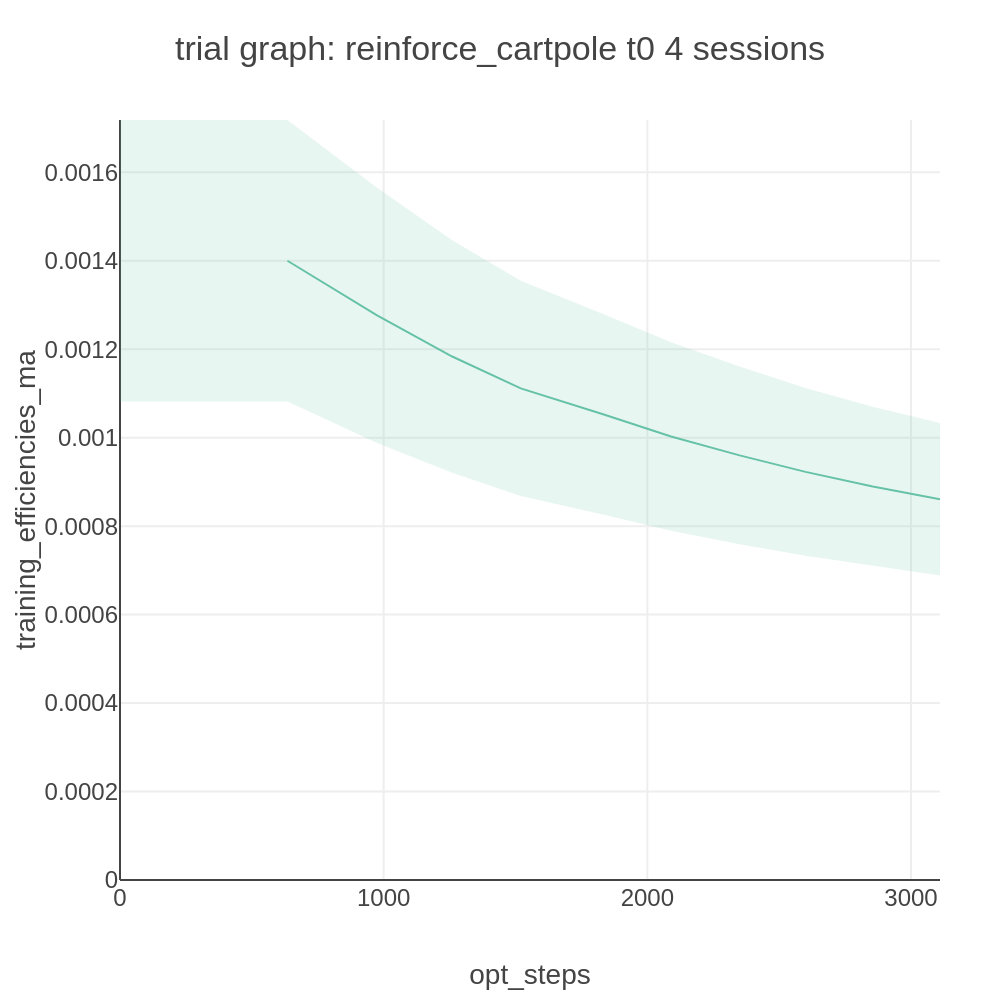 trial graph: reinforce_cartpole t0 4 sessions
training_efficiencies_ma
0.0016
0.0014
0.0012
0.001
0.0008
0.0006
0.0004
0.0002
0
0 1000 2000 3000
opt_steps